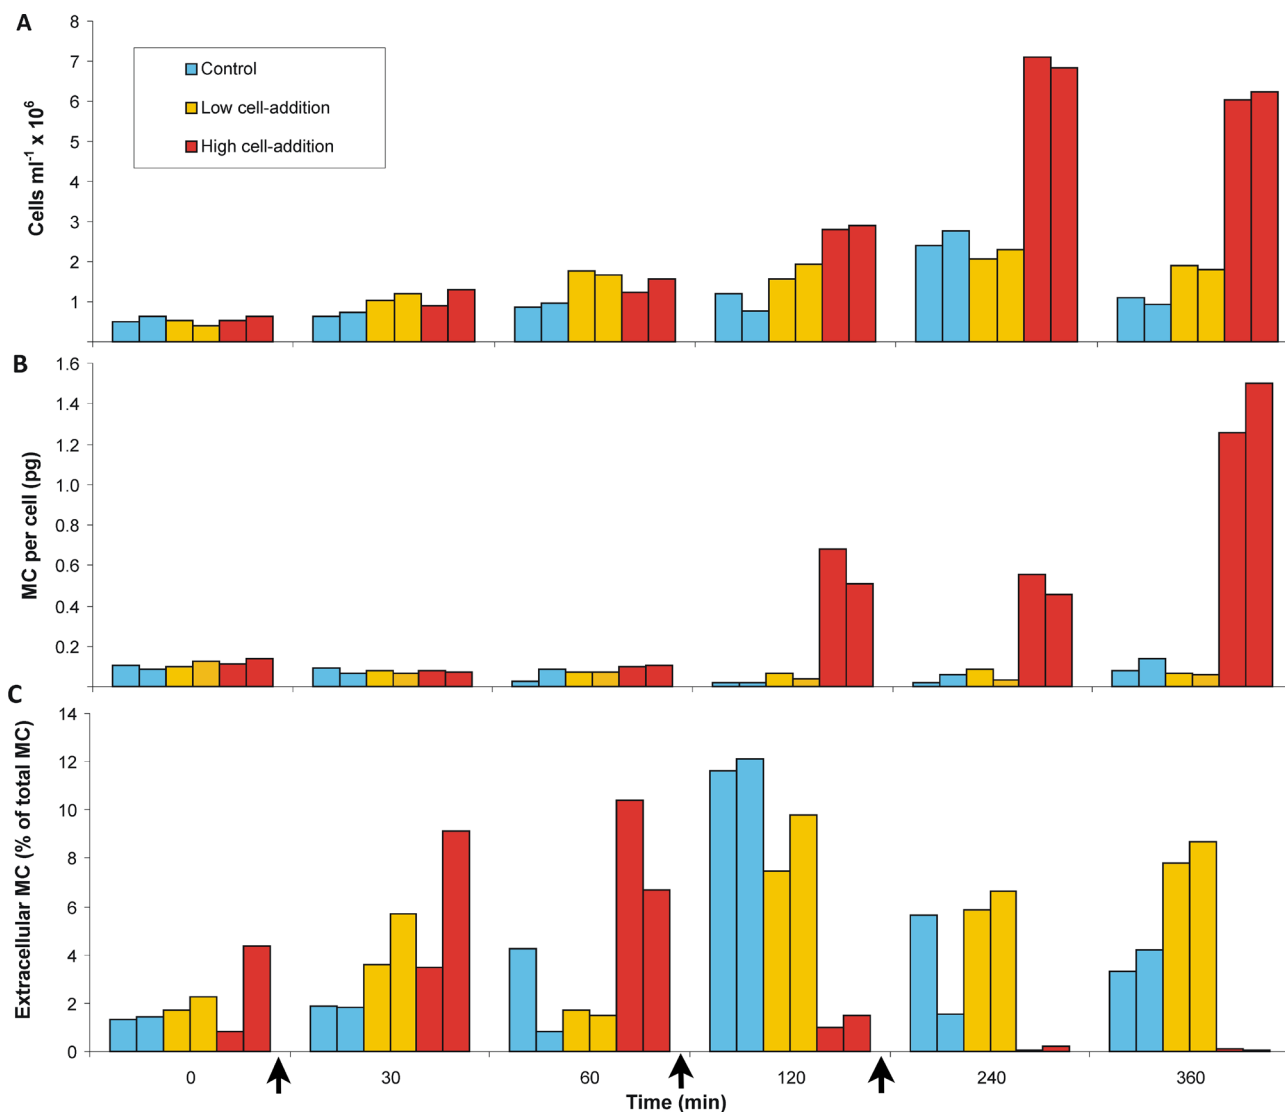 A
8
7
6
5
4
3
2
1
Cells ml⁻¹ x 10⁶
Control
Low cell-addition
High cell-addition
B
1.6
1.4
1.2
1.0
0.8
0.6
0.4
0.2
MC per cell (pg)
C
14
12
10
8
6
4
2
0
Extracellular MC (% of total MC)
0 30 60 120 240 360
Time (min)